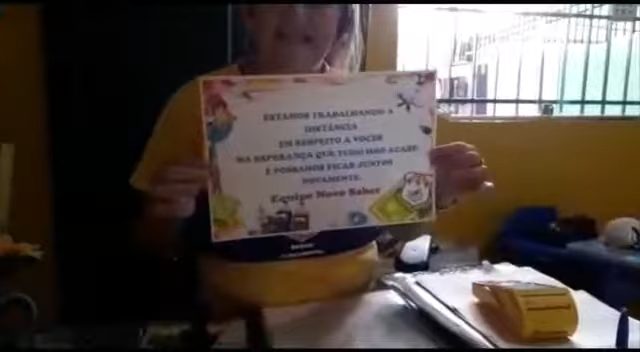 ESTAMOS TRABALHANDO A
DISTÂNCIA
EM RESPEITO A VOCÊS
NA ESPERANÇA QUE TUDO ISSO ACABE
E POSSAMOS FICAR JUNTOS
NOVAMENTE.
Equipe Novo Saber